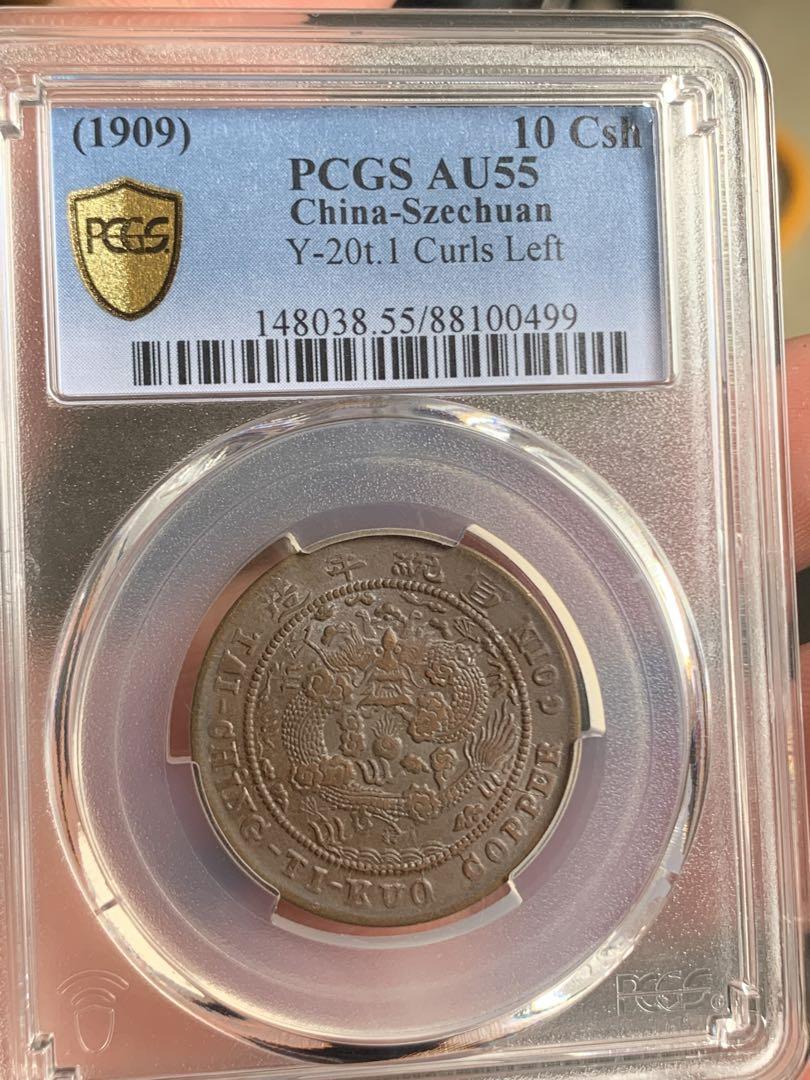 (1909) 10 Csh
PCGS AU55
China-Szechuan
Y-20t.1 Curls Left
PCGS
148038.55/88100499
造年統宣
TAI-CHING-TI-KUO COPPER COIN
PCGS